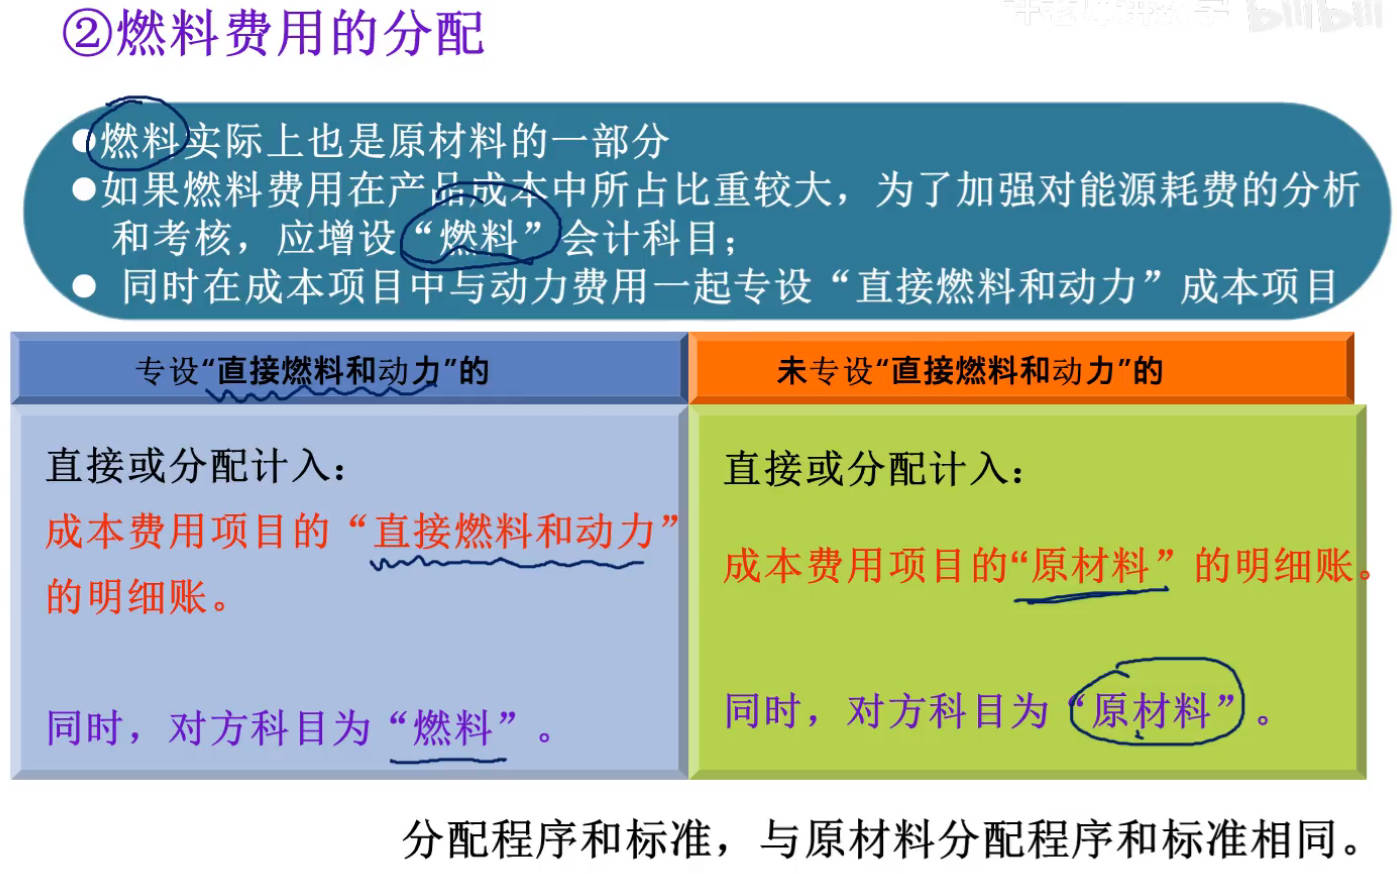 ②燃料费用的分配
bilibili
●燃料实际上也是原材料的一部分
●如果燃料费用在产品成本中所占比重较大，为了加强对能源耗费的分析
和考核，应增设“燃料”会计科目；
● 同时在成本项目中与动力费用一起专设“直接燃料和动力”成本项目
专设“直接燃料和动力”的
未专设“直接燃料和动力”的
直接或分配计入：
成本费用项目的“直接燃料和动力”
的明细账。
同时，对方科目为“燃料”。
直接或分配计入：
成本费用项目的“原材料”的明细账。
同时，对方科目为“原材料”。
分配程序和标准，与原材料分配程序和标准相同。